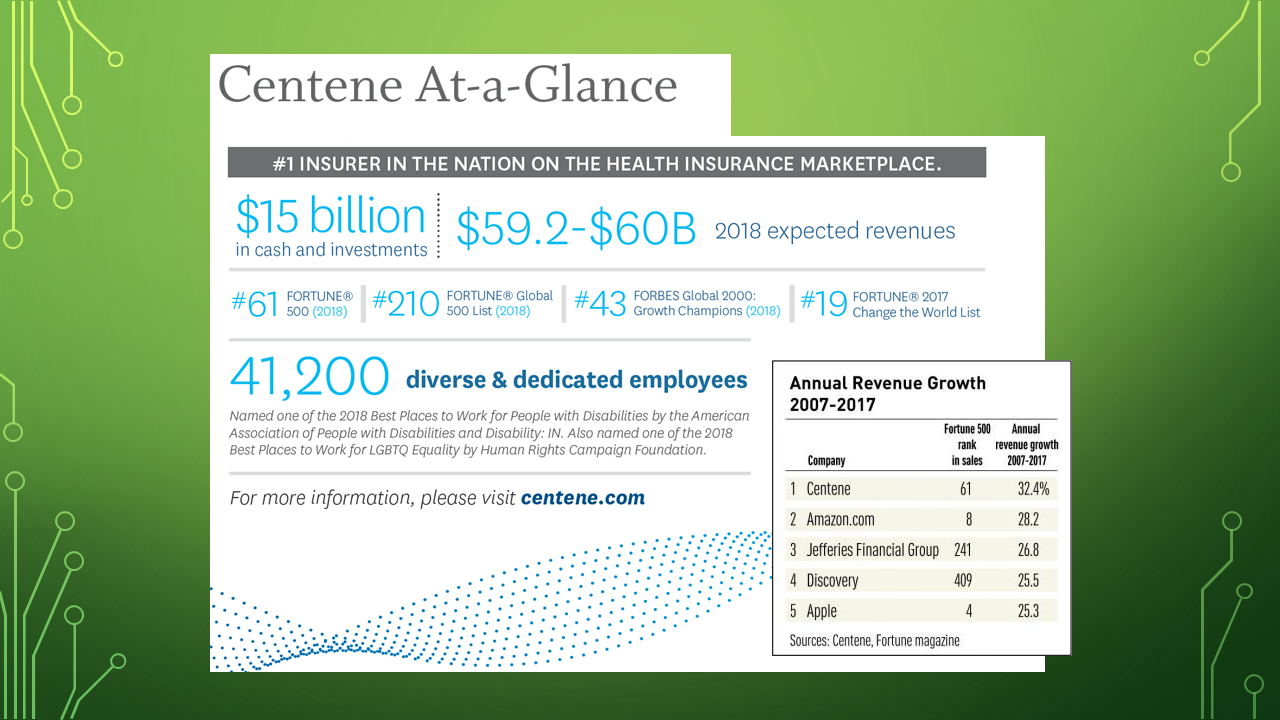 Centene At-a-Glance
#1 INSURER IN THE NATION ON THE HEALTH INSURANCE MARKETPLACE.
$15 billion
in cash and investments
$59.2-$60B 2018 expected revenues
#61 FORTUNE®
500 (2018)
#210 FORTUNE® Global
500 List (2018)
#43 FORBES Global 2000:
Growth Champions (2018)
#19 FORTUNE® 2017
Change the World List
41,200 diverse & dedicated employees
Named one of the 2018 Best Places to Work for People with Disabilities by the American
Association of People with Disabilities and Disability: IN. Also named one of the 2018
Best Places to Work for LGBTQ Equality by Human Rights Campaign Foundation.
For more information, please visit centene.com
Annual Revenue Growth
2007-2017
Company Fortune 500 rank in sales Annual revenue growth 2007-2017
1 Centene 61 32.4%
2 Amazon.com 8 28.2
3 Jefferies Financial Group 241 26.8
4 Discovery 409 25.5
5 Apple 4 25.3
Sources: Centene, Fortune magazine